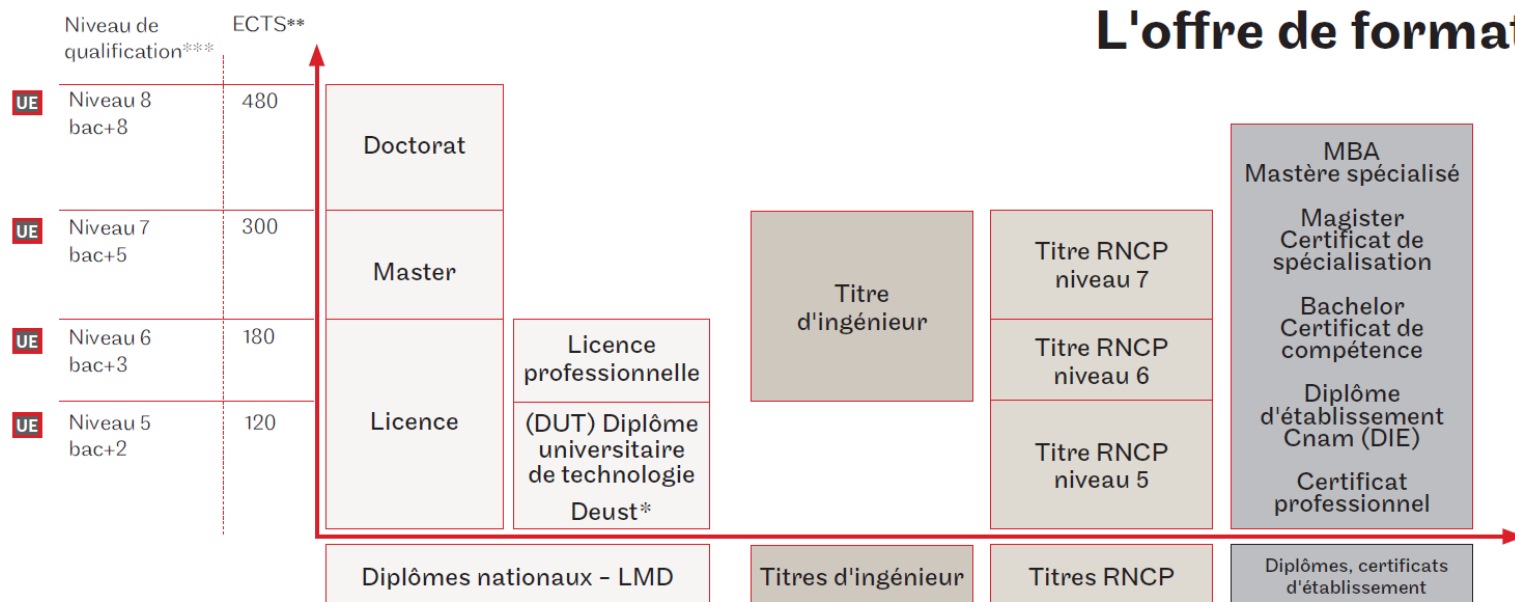 L'offre de format
Niveau de
qualification***
ECTS**
UE
Niveau 8
bac+8
480
UE
Niveau 7
bac+5
300
UE
Niveau 6
bac+3
180
UE
Niveau 5
bac+2
120
Doctorat
Master
Licence
Licence
professionnelle
(DUT) Diplôme
universitaire
de technologie
Deust*
Titre
d'ingénieur
Titre RNCP
niveau 7
Titre RNCP
niveau 6
Titre RNCP
niveau 5
MBA
Mastère spécialisé
Magister
Certificat de
spécialisation
Bachelor
Certificat de
compétence
Diplôme
d'établissement
Cnam (DIE)
Certificat
professionnel
Diplômes nationaux - LMD
Titres d'ingénieur
Titres RNCP
Diplômes, certificats
d'établissement